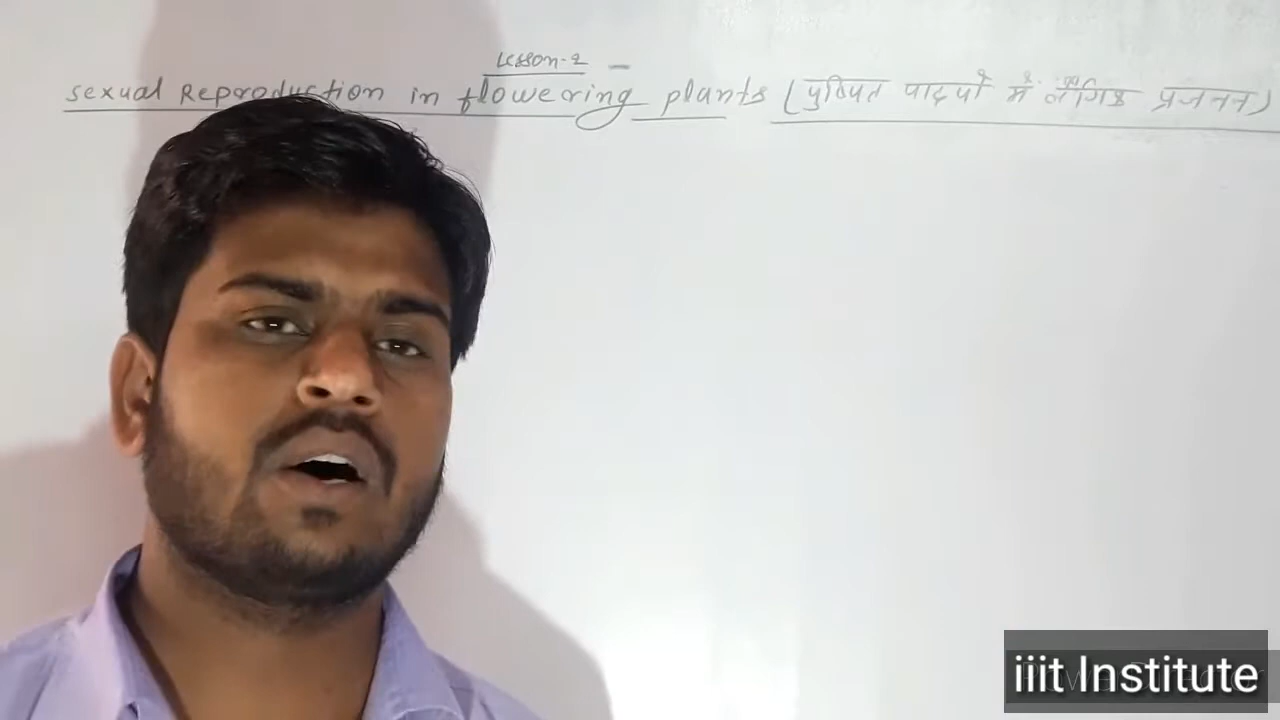 Lesson-2 -
sexual Reproduction in flowering plants (पुष्पित पादपों में लैंगिक प्रजनन)
iiit Institute